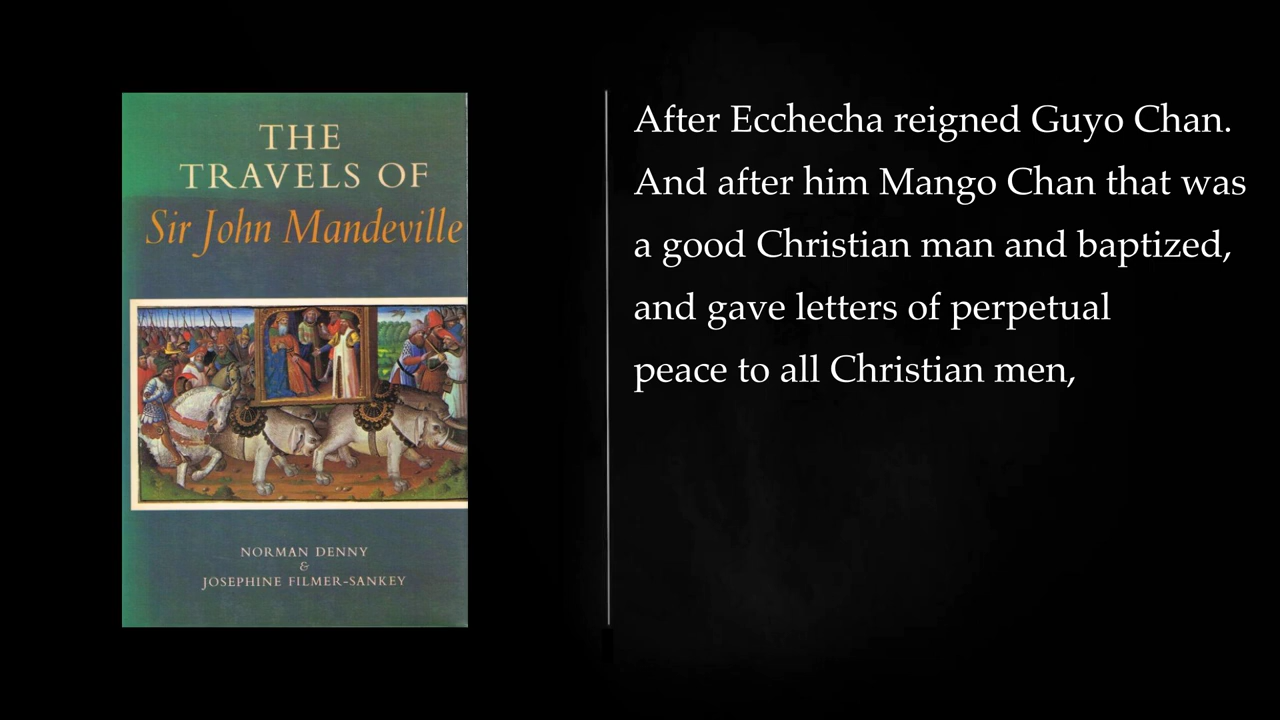 THE
TRAVELS OF
Sir John Mandeville
NORMAN DENNY
&
JOSEPHINE FILMER-SANKEY
After Ecchecha reigned Guyo Chan.
And after him Mango Chan that was
a good Christian man and baptized,
and gave letters of perpetual
peace to all Christian men,